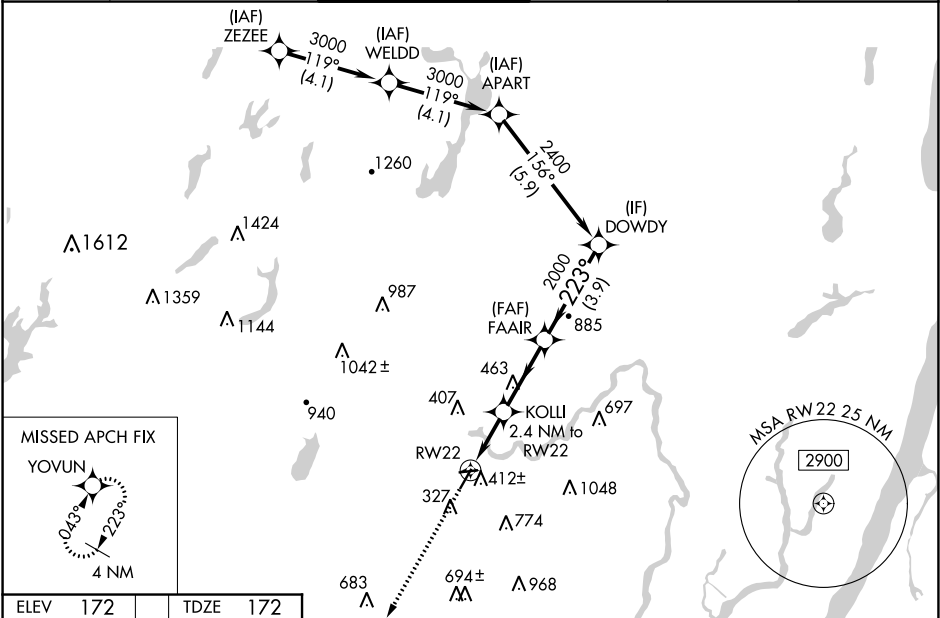 (IAF)
ZEZEE
3000
119°
(4.1)
(IAF)
WELDD
3000
119°
(4.1)
(IAF)
APART
2400
156°
(5.9)
(IF)
DOWDY
2000
223°
(3.9)
1260
1424
1612
1359
1144
987
1042 ±
940
(FAF)
FAAIR
885
463
407
KOLLI
2.4 NM to
RW22
697
RW22
412±
327
1048
774
683
694 ±
968
MISSED APCH FIX
YOVUN
043°
223°
4 NM
MSA RW 22 25 NM
2900
ELEV 172
TDZE 172